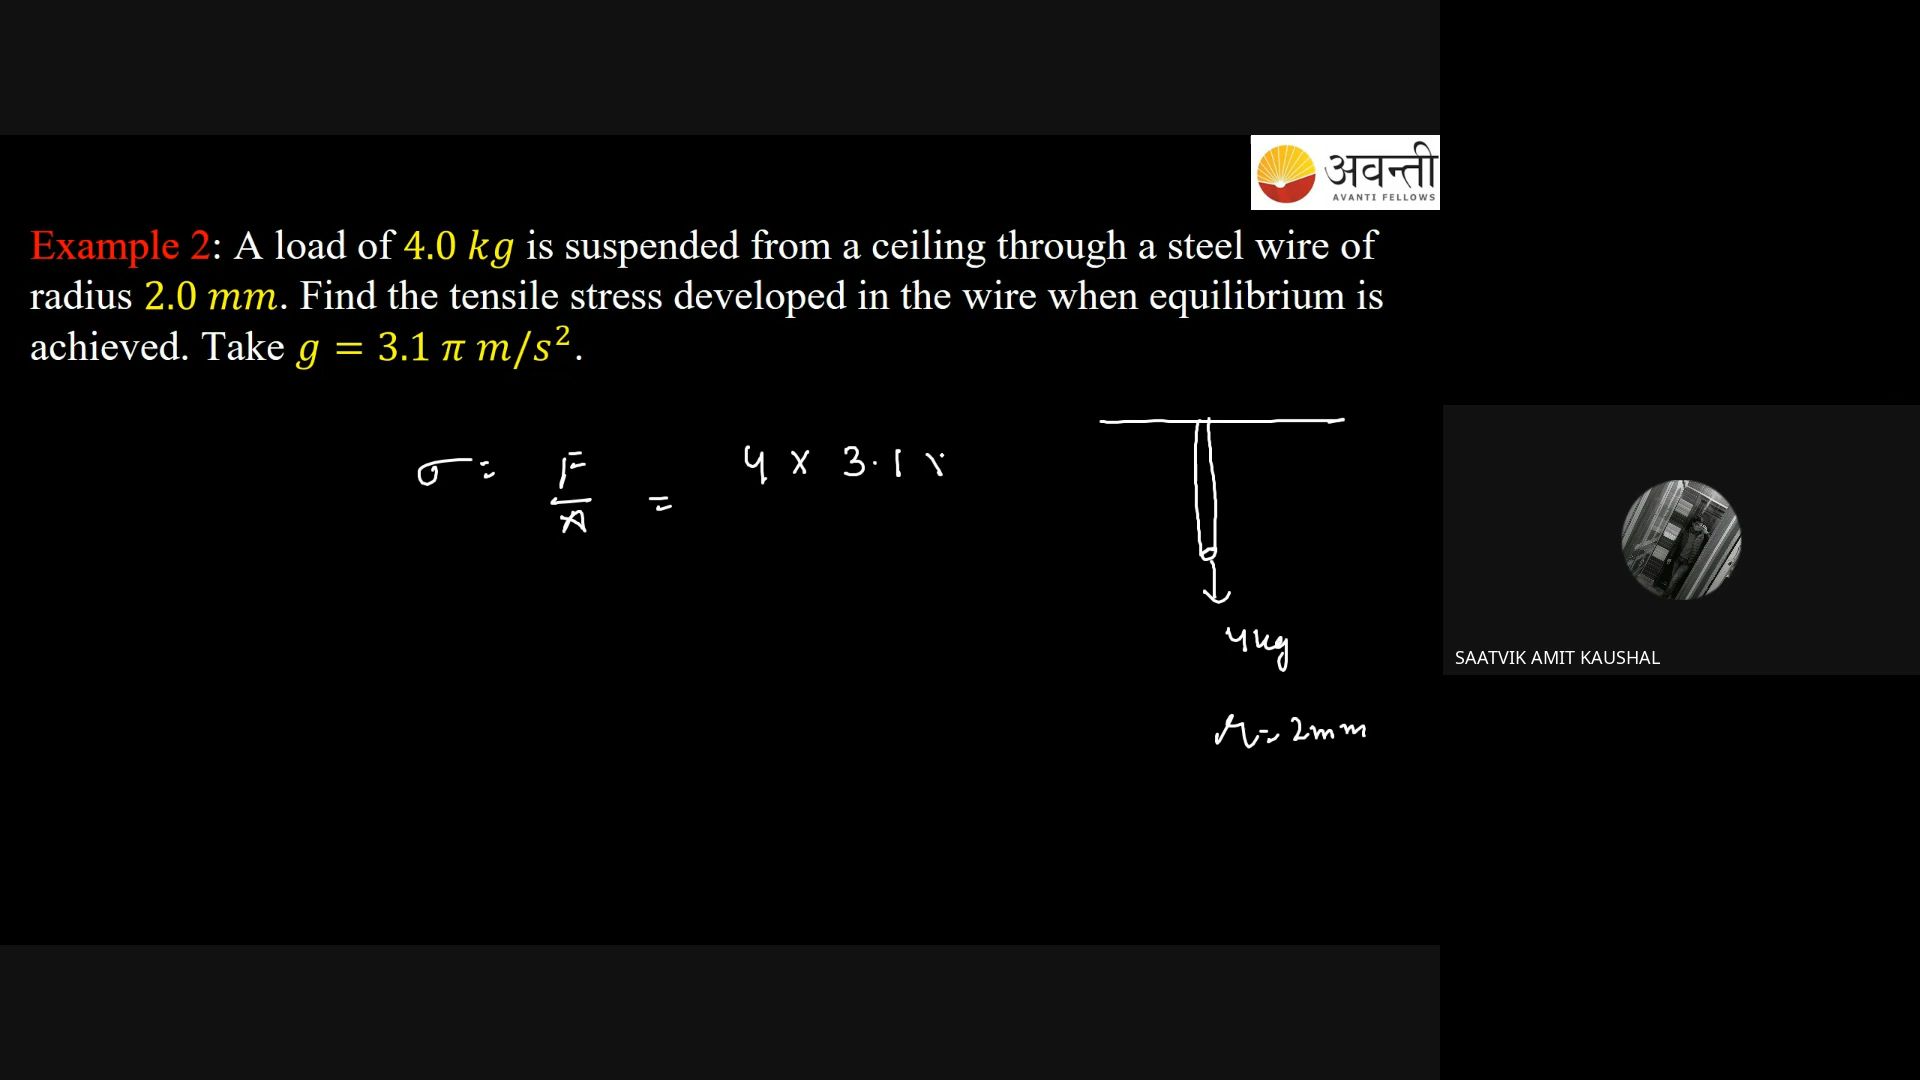 अवन्ती
AVANTI FELLOWS
Example 2: A load of 4.0 kg is suspended from a ceiling through a steel wire of
radius 2.0 mm. Find the tensile stress developed in the wire when equilibrium is
achieved. Take g = 3.1 π m/s².
σ = F/A = 4 × 3.1
4kg
r = 2mm
SAATVIK AMIT KAUSHAL